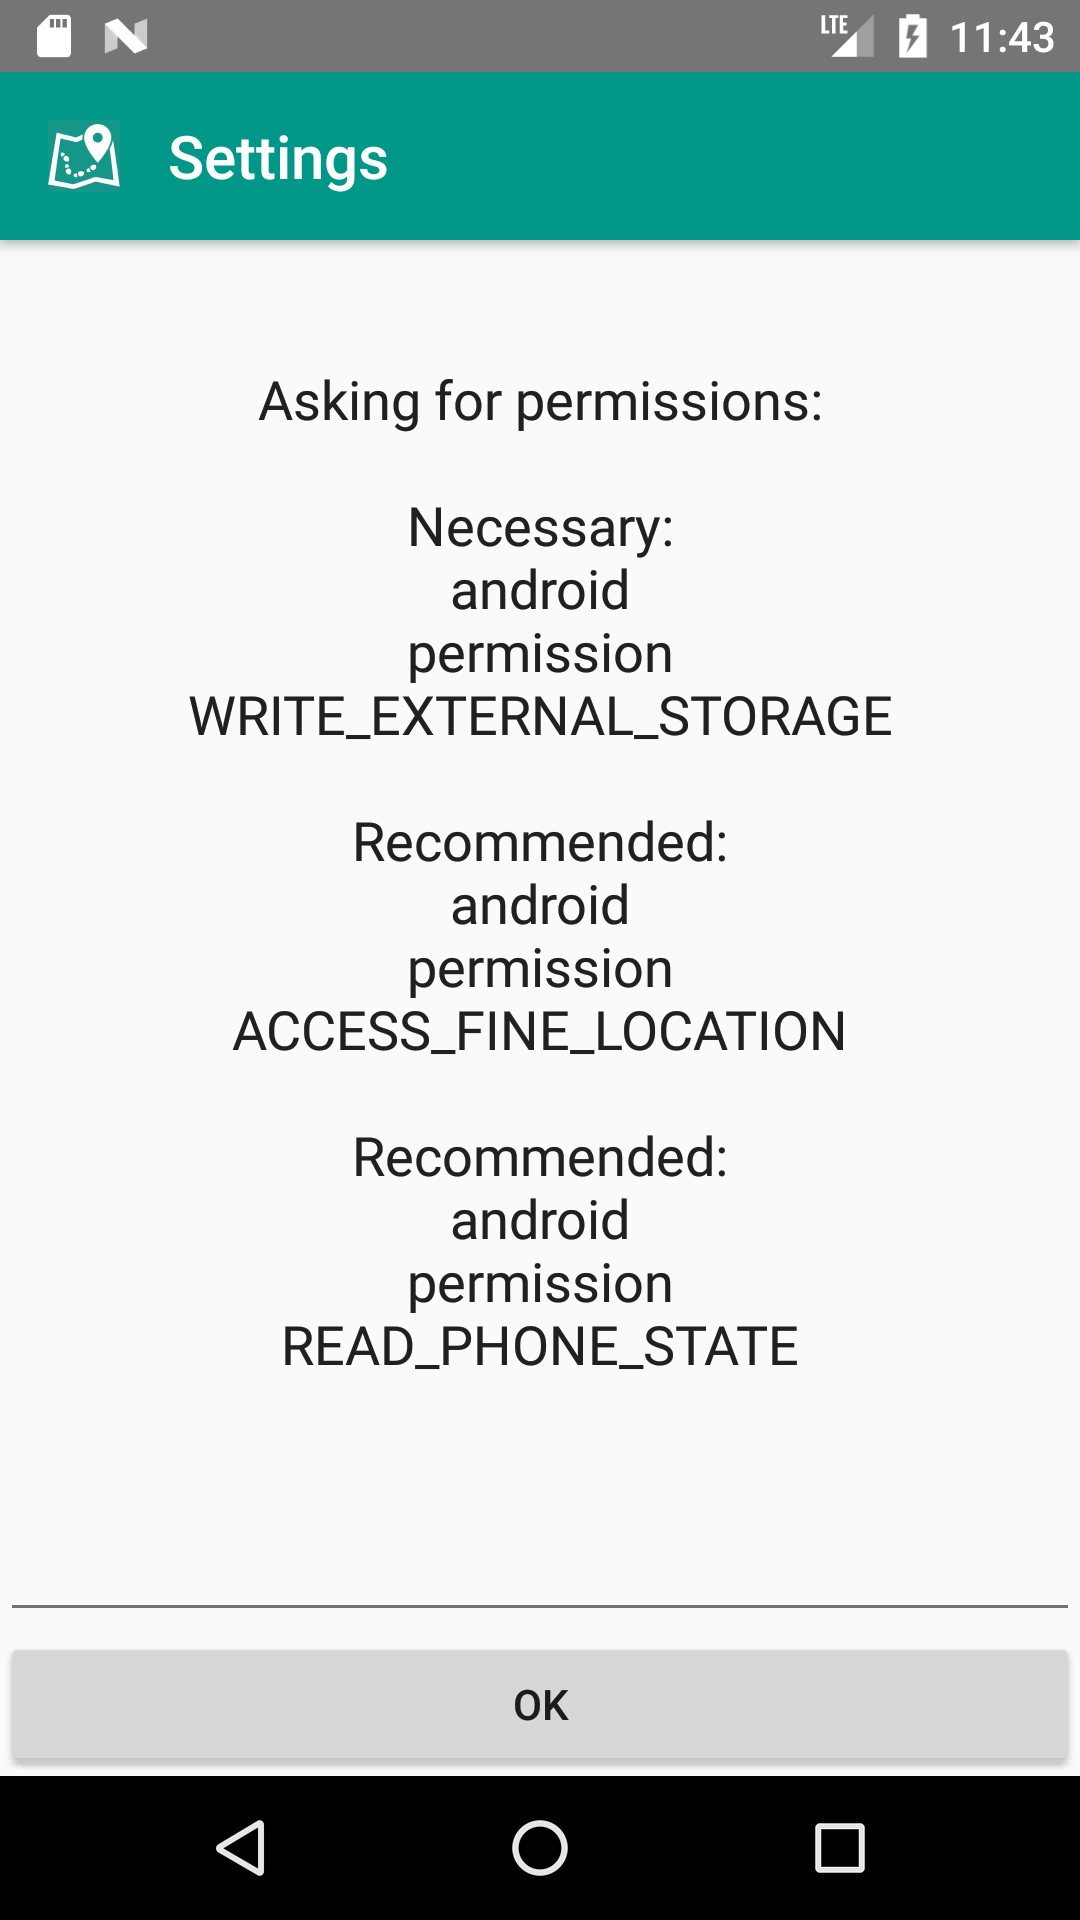 LTE 11:43
Settings
Asking for permissions:
Necessary:
android
permission
WRITE_EXTERNAL_STORAGE
Recommended:
android
permission
ACCESS_FINE_LOCATION
Recommended:
android
permission
READ_PHONE_STATE
OK